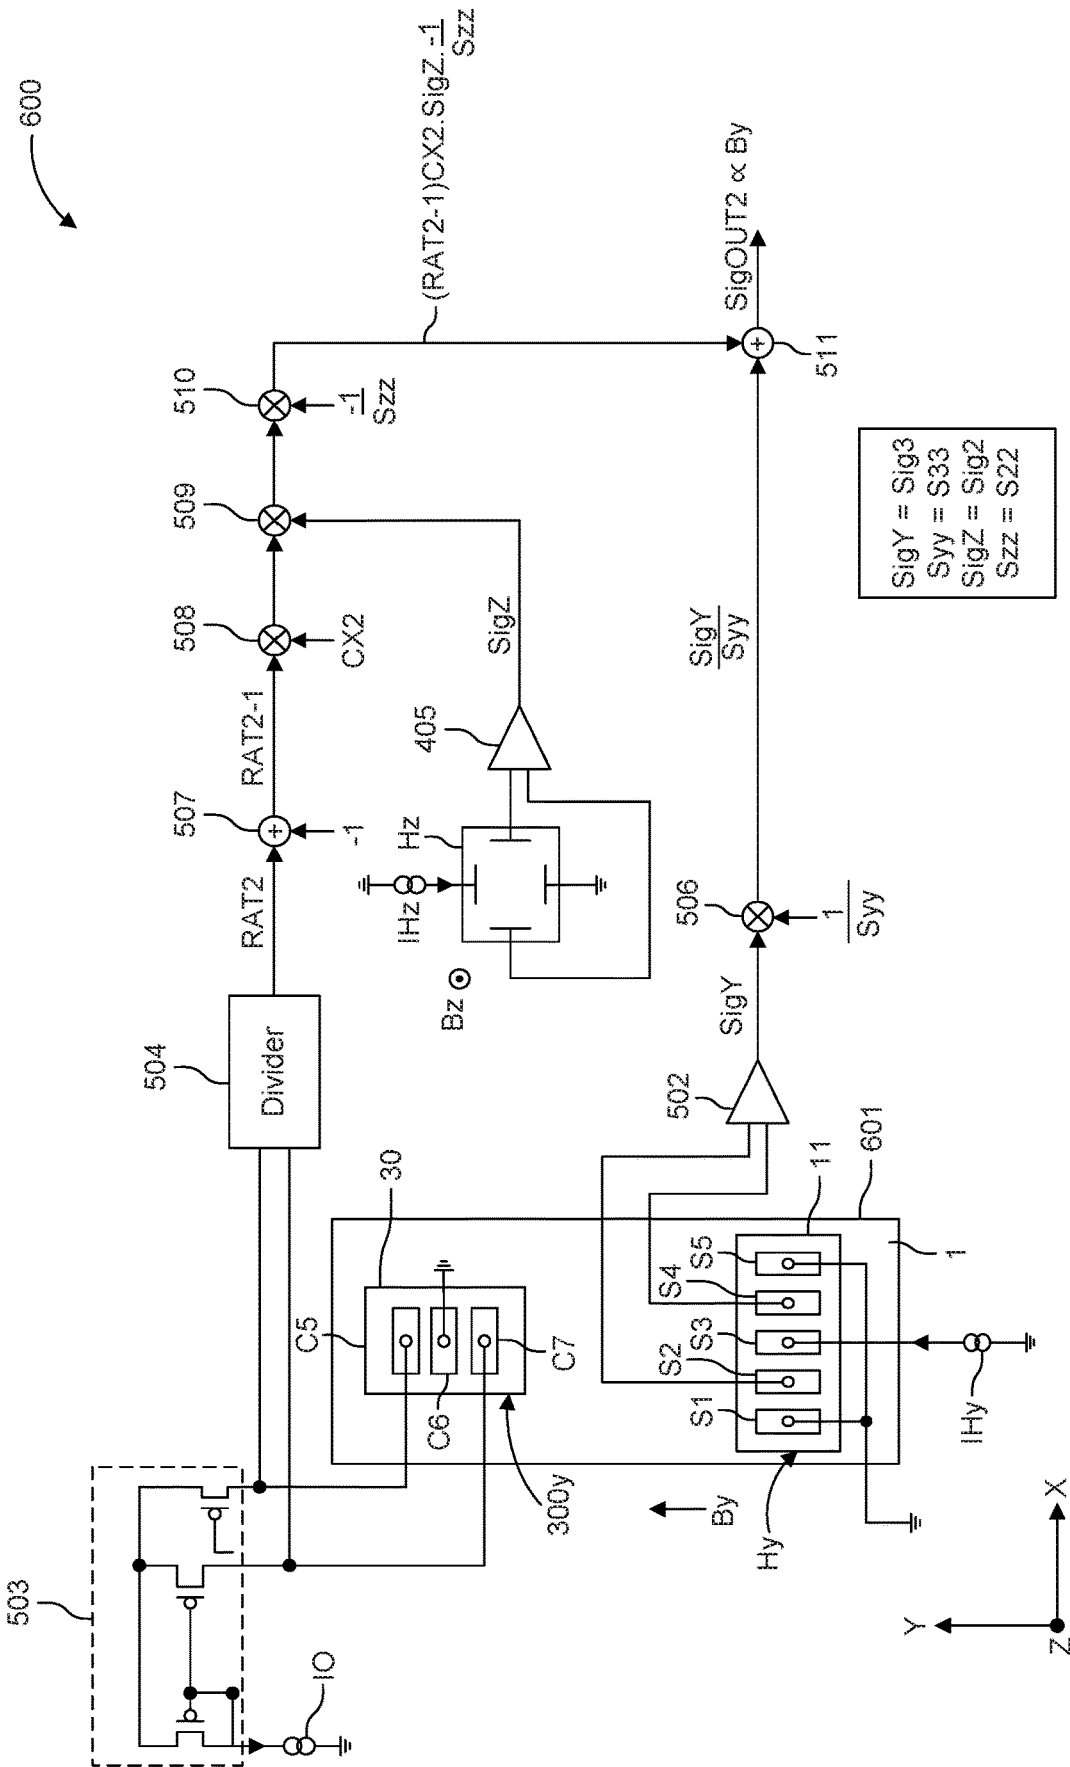 600
503
IO
504
Divider
RAT2
507
-1
RAT2-1
508
CX2
509
510
-1
Szz
(RAT2-1)CX2.SigZ.-1
Szz
30
C5
C6
C7
300y
Bz
IHz
Hz
405
SigZ
By
Hy
S1
S2
S3
S4
S5
11
601
1
IHy
502
SigY
506
1
Syy
SigY
Syy
511
SigOUT2 ∝ By
SigY = Sig3
Syy = S33
SigZ = Sig2
Szz = S22
Y
X
Z